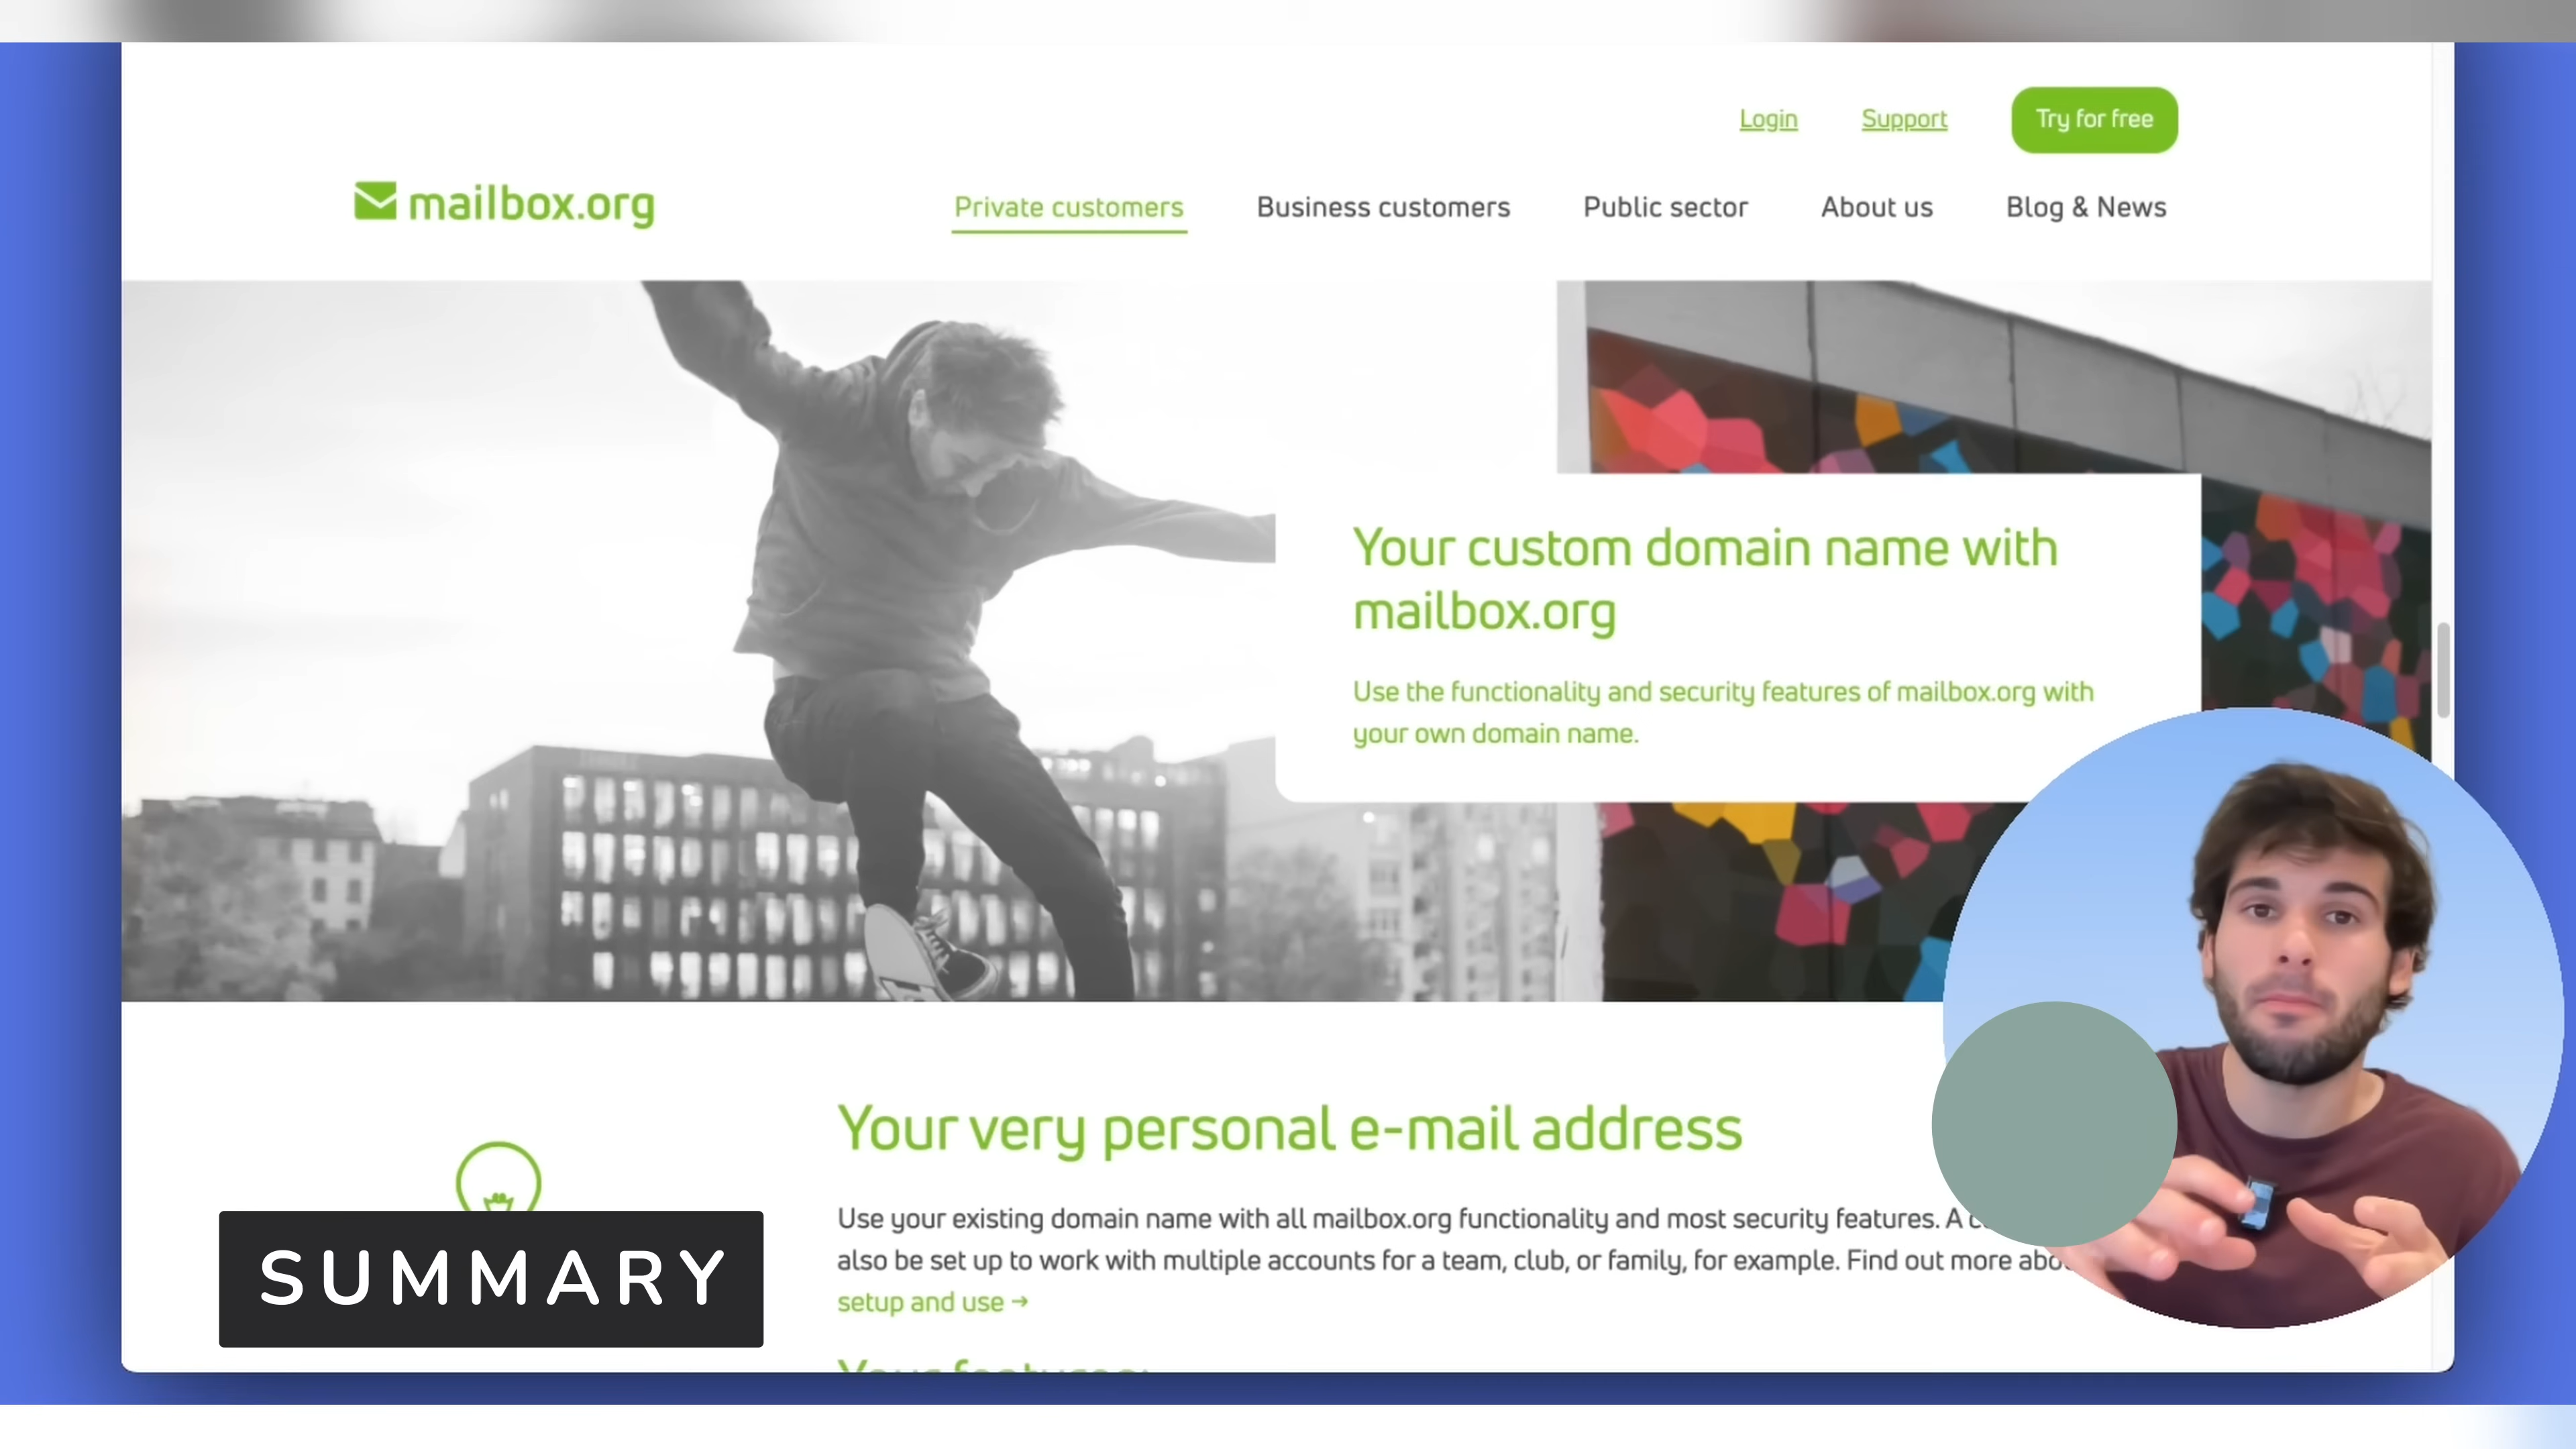 Login Support Try for free
mailbox.org Private customers Business customers Public sector About us Blog & News
Your custom domain name with
mailbox.org
Use the functionality and security features of mailbox.org with
your own domain name.
Your very personal e-mail address
Use your existing domain name with all mailbox.org functionality and most security features. A
also be set up to work with multiple accounts for a team, club, or family, for example. Find out more
setup and use →
SUMMARY